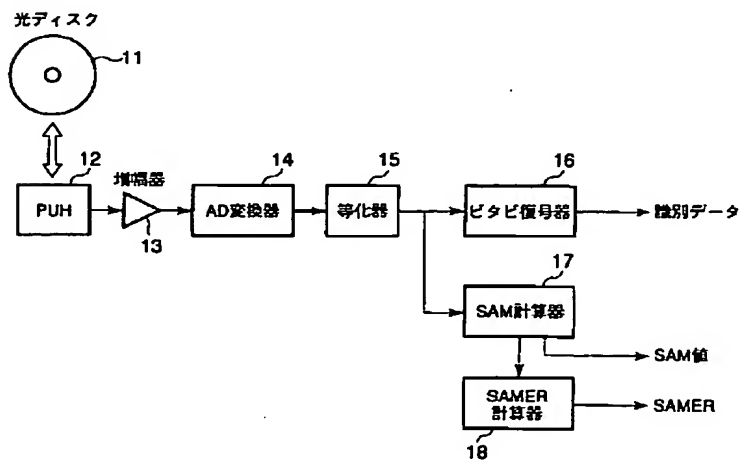 光ディスク
11
12
PUH
増幅器
13
14
AD変換器
15
等化器
16
ビタビ復号器
識別データ
17
SAM計算器
SAM値
SAMER
計算器
18
SAMER